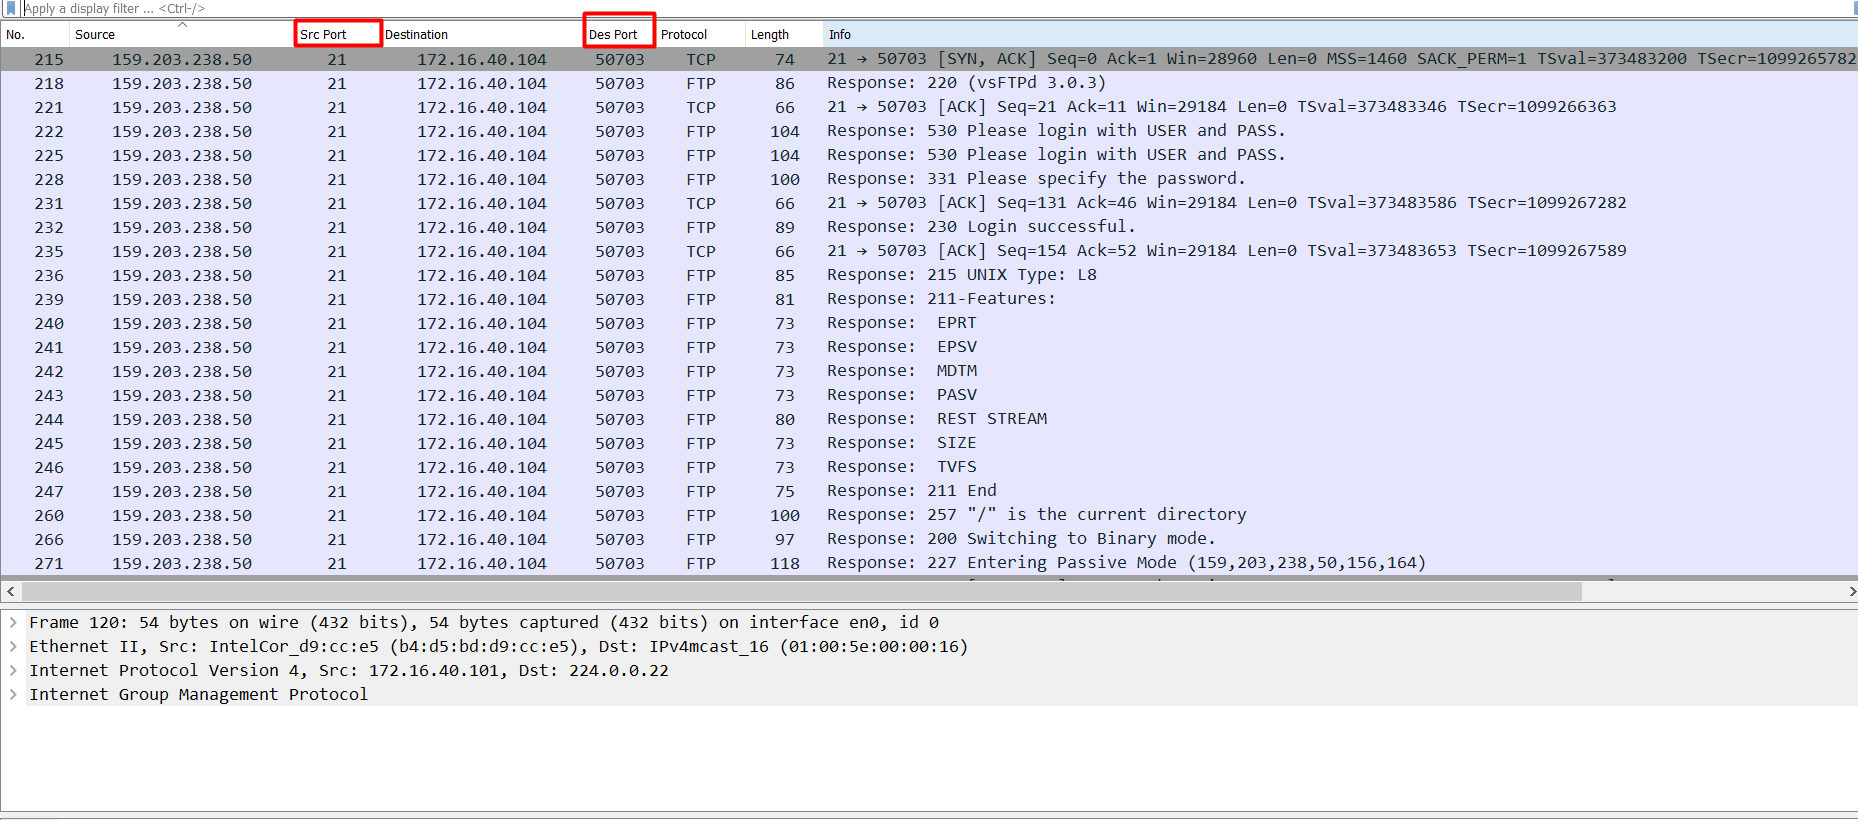 Apply a display filter ... <Ctrl-/>
No. Source Src Port Destination Des Port Protocol Length Info
215 159.203.238.50 21 172.16.40.104 50703 TCP 74 21 → 50703 [SYN, ACK] Seq=0 Ack=1 Win=28960 Len=0 MSS=1460 SACK_PERM=1 TSval=373483200 TSecr=1099265782
218 159.203.238.50 21 172.16.40.104 50703 FTP 86 Response: 220 (vsFTPd 3.0.3)
221 159.203.238.50 21 172.16.40.104 50703 TCP 66 21 → 50703 [ACK] Seq=21 Ack=11 Win=29184 Len=0 TSval=373483346 TSecr=1099266363
222 159.203.238.50 21 172.16.40.104 50703 FTP 104 Response: 530 Please login with USER and PASS.
225 159.203.238.50 21 172.16.40.104 50703 FTP 104 Response: 530 Please login with USER and PASS.
228 159.203.238.50 21 172.16.40.104 50703 FTP 100 Response: 331 Please specify the password.
231 159.203.238.50 21 172.16.40.104 50703 TCP 66 21 → 50703 [ACK] Seq=131 Ack=46 Win=29184 Len=0 TSval=373483586 TSecr=1099267282
232 159.203.238.50 21 172.16.40.104 50703 FTP 89 Response: 230 Login successful.
235 159.203.238.50 21 172.16.40.104 50703 TCP 66 21 → 50703 [ACK] Seq=154 Ack=52 Win=29184 Len=0 TSval=373483653 TSecr=1099267589
236 159.203.238.50 21 172.16.40.104 50703 FTP 85 Response: 215 UNIX Type: L8
239 159.203.238.50 21 172.16.40.104 50703 FTP 81 Response: 211-Features:
240 159.203.238.50 21 172.16.40.104 50703 FTP 73 Response: EPRT
241 159.203.238.50 21 172.16.40.104 50703 FTP 73 Response: EPSV
242 159.203.238.50 21 172.16.40.104 50703 FTP 73 Response: MDTM
243 159.203.238.50 21 172.16.40.104 50703 FTP 73 Response: PASV
244 159.203.238.50 21 172.16.40.104 50703 FTP 80 Response: REST STREAM
245 159.203.238.50 21 172.16.40.104 50703 FTP 73 Response: SIZE
246 159.203.238.50 21 172.16.40.104 50703 FTP 73 Response: TVFS
247 159.203.238.50 21 172.16.40.104 50703 FTP 75 Response: 211 End
260 159.203.238.50 21 172.16.40.104 50703 FTP 100 Response: 257 "/" is the current directory
266 159.203.238.50 21 172.16.40.104 50703 FTP 97 Response: 200 Switching to Binary mode.
271 159.203.238.50 21 172.16.40.104 50703 FTP 118 Response: 227 Entering Passive Mode (159,203,238,50,156,164)
Frame 120: 54 bytes on wire (432 bits), 54 bytes captured (432 bits) on interface en0, id 0
Ethernet II, Src: IntelCor_d9:cc:e5 (b4:d5:bd:d9:cc:e5), Dst: IPv4mcast_16 (01:00:5e:00:00:16)
Internet Protocol Version 4, Src: 172.16.40.101, Dst: 224.0.0.22
Internet Group Management Protocol